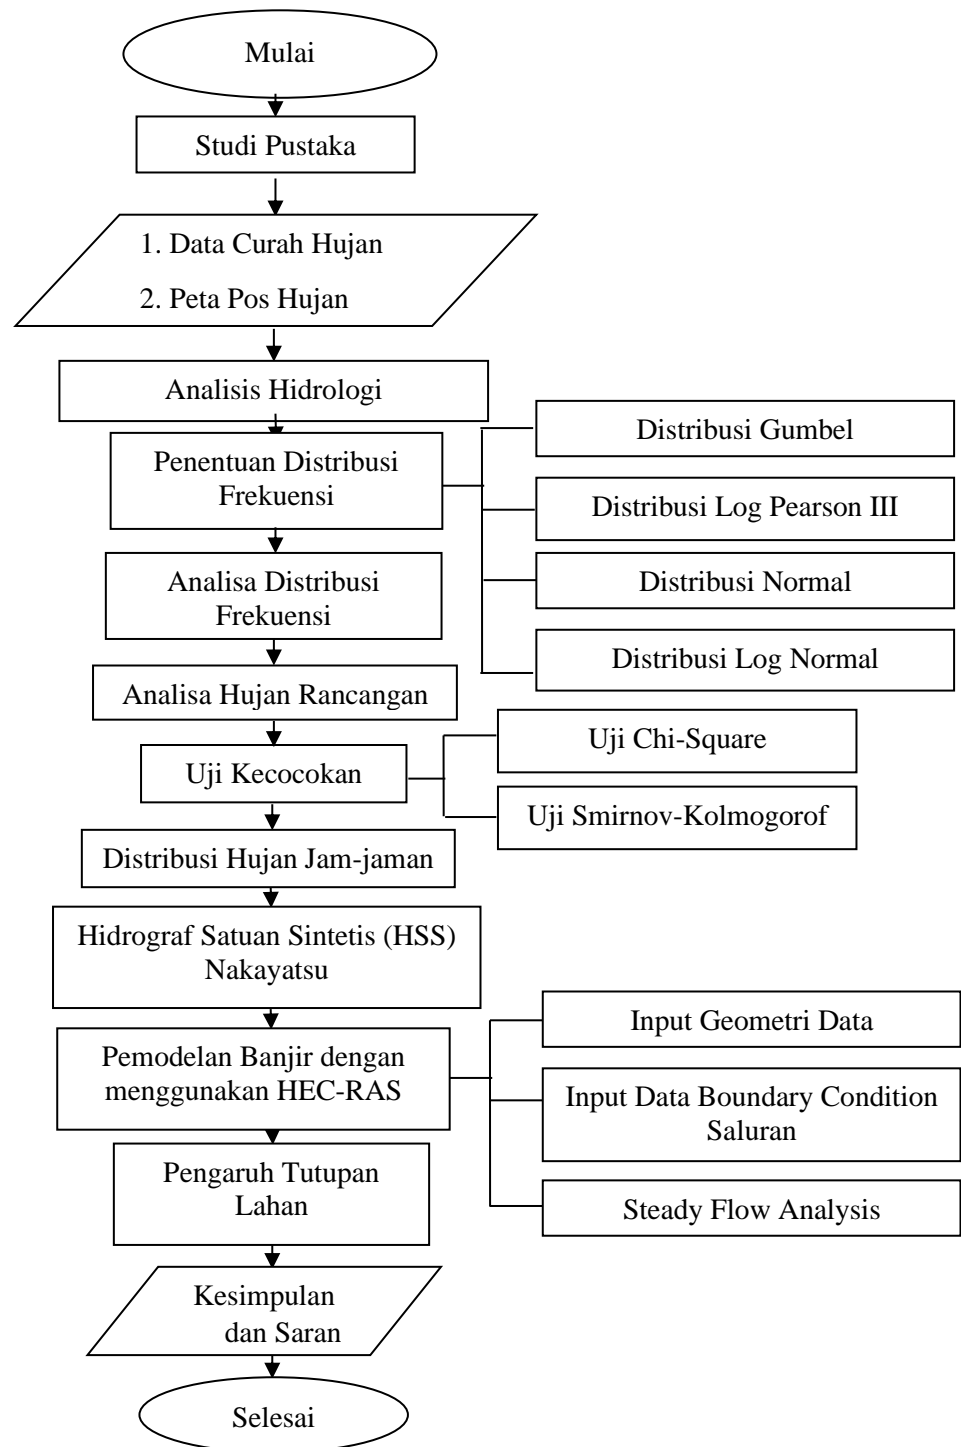 Mulai
Studi Pustaka
1. Data Curah Hujan
2. Peta Pos Hujan
Analisis Hidrologi
Penentuan Distribusi
Frekuensi
Distribusi Gumbel
Distribusi Log Pearson III
Distribusi Normal
Distribusi Log Normal
Analisa Distribusi
Frekuensi
Analisa Hujan Rancangan
Uji Kecocokan
Uji Chi-Square
Uji Smirnov-Kolmogorof
Distribusi Hujan Jam-jaman
Hidrograf Satuan Sintetis (HSS)
Nakayatsu
Pemodelan Banjir dengan
menggunakan HEC-RAS
Input Geometri Data
Input Data Boundary Condition
Saluran
Steady Flow Analysis
Pengaruh Tutupan
Lahan
Kesimpulan
dan Saran
Selesai